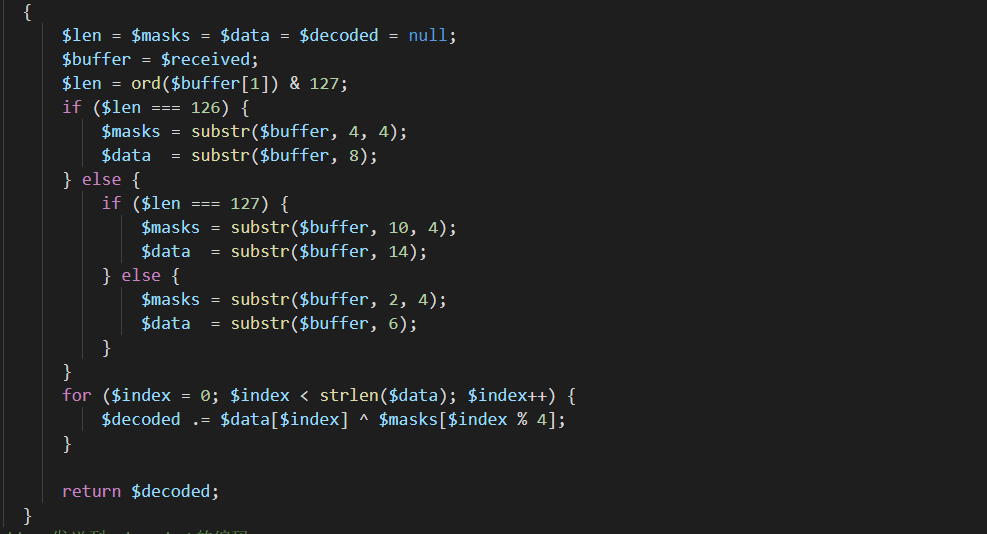 {
    $len = $masks = $data = $decoded = null;
    $buffer = $received;
    $len = ord($buffer[1]) & 127;
    if ($len === 126) {
        $masks = substr($buffer, 4, 4);
        $data  = substr($buffer, 8);
    } else {
        if ($len === 127) {
            $masks = substr($buffer, 10, 4);
            $data  = substr($buffer, 14);
        } else {
            $masks = substr($buffer, 2, 4);
            $data  = substr($buffer, 6);
        }
    }
    for ($index = 0; $index < strlen($data); $index++) {
        $decoded .= $data[$index] ^ $masks[$index % 4];
    }
    return $decoded;
}